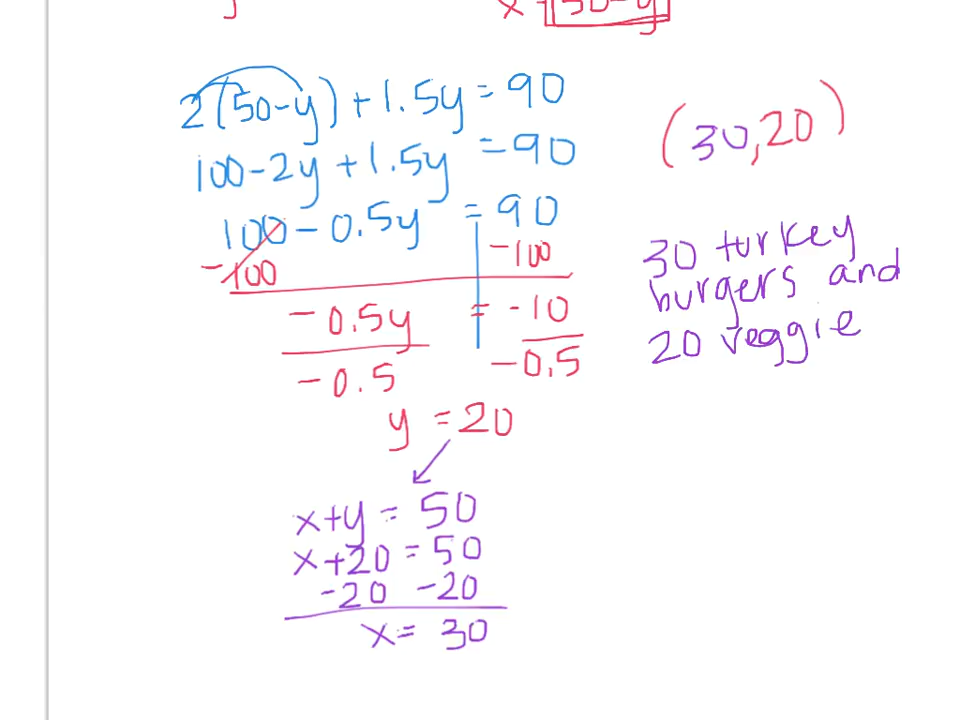 x = 50-y
2(50-y)+1.5y=90
100-2y+1.5y =90
100-0.5y = 90
-100 -100
-0.5y = -10
-0.5 -0.5
y = 20
x+y = 50
x+20 = 50
-20 -20
x = 30
(30,20)
30 turkey
burgers and
20 veggie